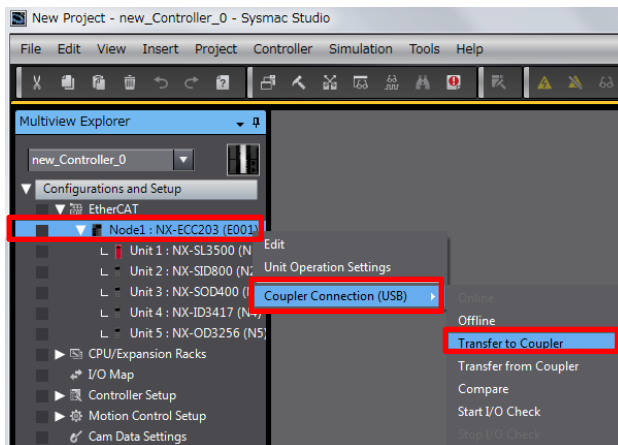 New Project - new_Controller_0 - Sysmac Studio
File Edit View Insert Project Controller Simulation Tools Help
Multiview Explorer
new_Controller_0
Configurations and Setup
EtherCAT
Node1 : NX-ECC203 (E001)
Unit 1 : NX-SL3500 (N
Unit 2 : NX-SID800 (N2
Unit 3 : NX-SOD400 (
Unit 4 : NX-ID3417 (N4)
Unit 5 : NX-OD3256 (N5)
CPU/Expansion Racks
I/O Map
Controller Setup
Motion Control Setup
Cam Data Settings
Edit
Unit Operation Settings
Coupler Connection (USB)
Online
Offline
Transfer to Coupler
Transfer from Coupler
Compare
Start I/O Check
Stop I/O Check